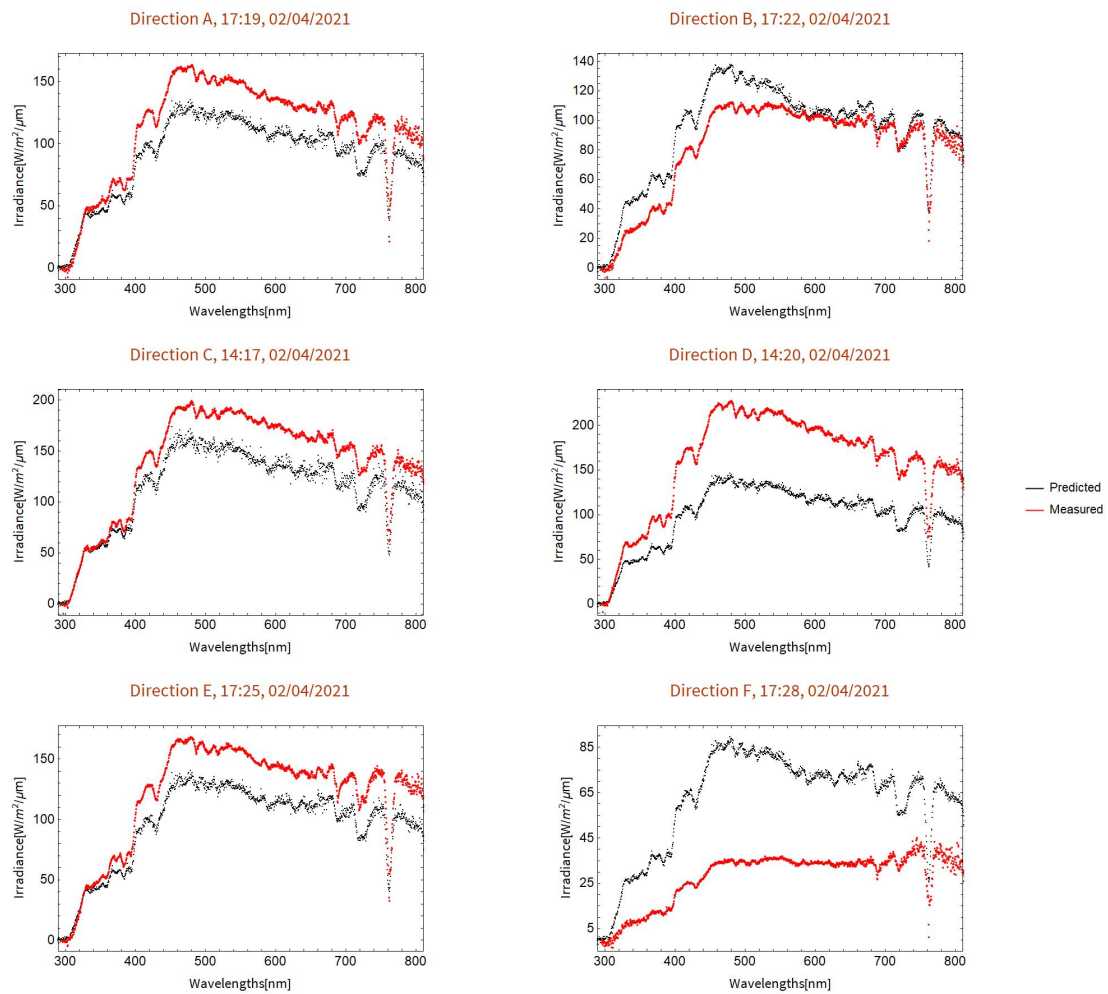 Direction A, 17:19, 02/04/2021
Irradiance[W/m²/μm]
150
100
50
0
300 400 500 600 700 800
Wavelengths[nm]
Direction B, 17:22, 02/04/2021
Irradiance[W/m²/μm]
140
120
100
80
60
40
20
0
300 400 500 600 700 800
Wavelengths[nm]
Direction C, 14:17, 02/04/2021
Irradiance[W/m²/μm]
200
150
100
50
0
300 400 500 600 700 800
Wavelengths[nm]
Direction D, 14:20, 02/04/2021
Irradiance[W/m²/μm]
200
150
100
50
0
300 400 500 600 700 800
Wavelengths[nm]
Predicted
Measured
Direction E, 17:25, 02/04/2021
Irradiance[W/m²/μm]
150
100
50
0
300 400 500 600 700 800
Wavelengths[nm]
Direction F, 17:28, 02/04/2021
Irradiance[W/m²/μm]
85
65
45
25
5
300 400 500 600 700 800
Wavelengths[nm]